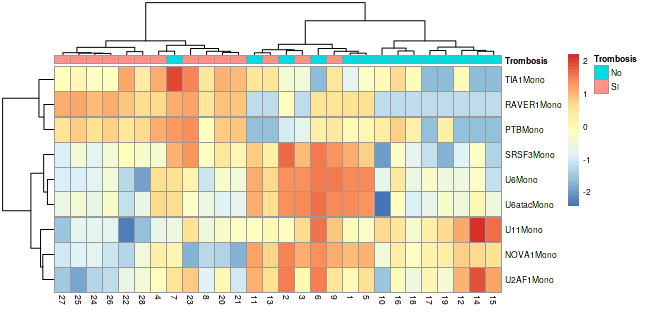 Trombosis
TIA1Mono
RAVER1Mono
PTBMono
SRSF3Mono
U6Mono
U6atacMono
U11Mono
NOVA1Mono
U2AF1Mono
27 25 24 26 22 28 4 7 23 8 20 21 11 13 2 3 6 9 1 5 10 16 18 17 19 12 14 15
2
1
0
-1
-2
Trombosis
No
SI